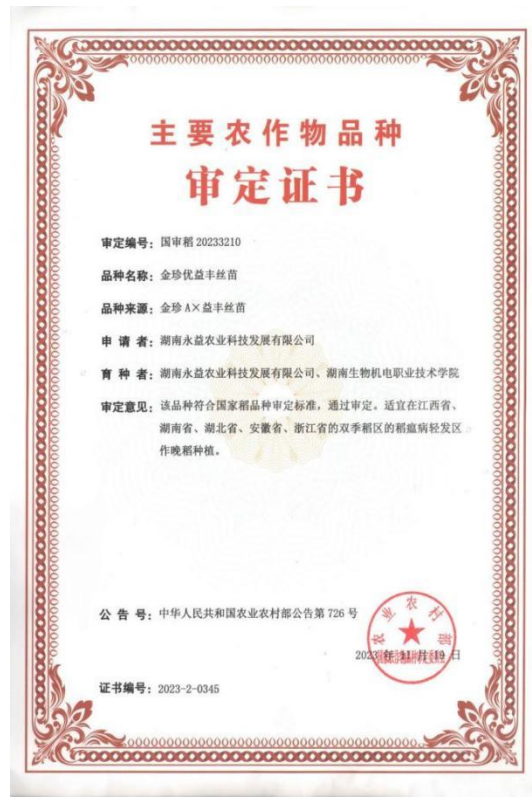 主要农作物品种
审定证书
审定编号：国审稻 20233210
品种名称：金珍优益丰丝苗
品种来源：金珍 A×益丰丝苗
申 请 者：湖南永益农业科技发展有限公司
育 种 者：湖南永益农业科技发展有限公司、湖南生物机电职业技术学院
审定意见：该品种符合国家稻品种审定标准，通过审定。适宜在江西省、
湖南省、湖北省、安徽省、浙江省的双季稻区的稻瘟病轻发区
作晚稻种植。
公 告 号：中华人民共和国农业农村部公告第 726 号
农业农村部
2023 年 11 月 10 日
证书编号：2023-2-0345